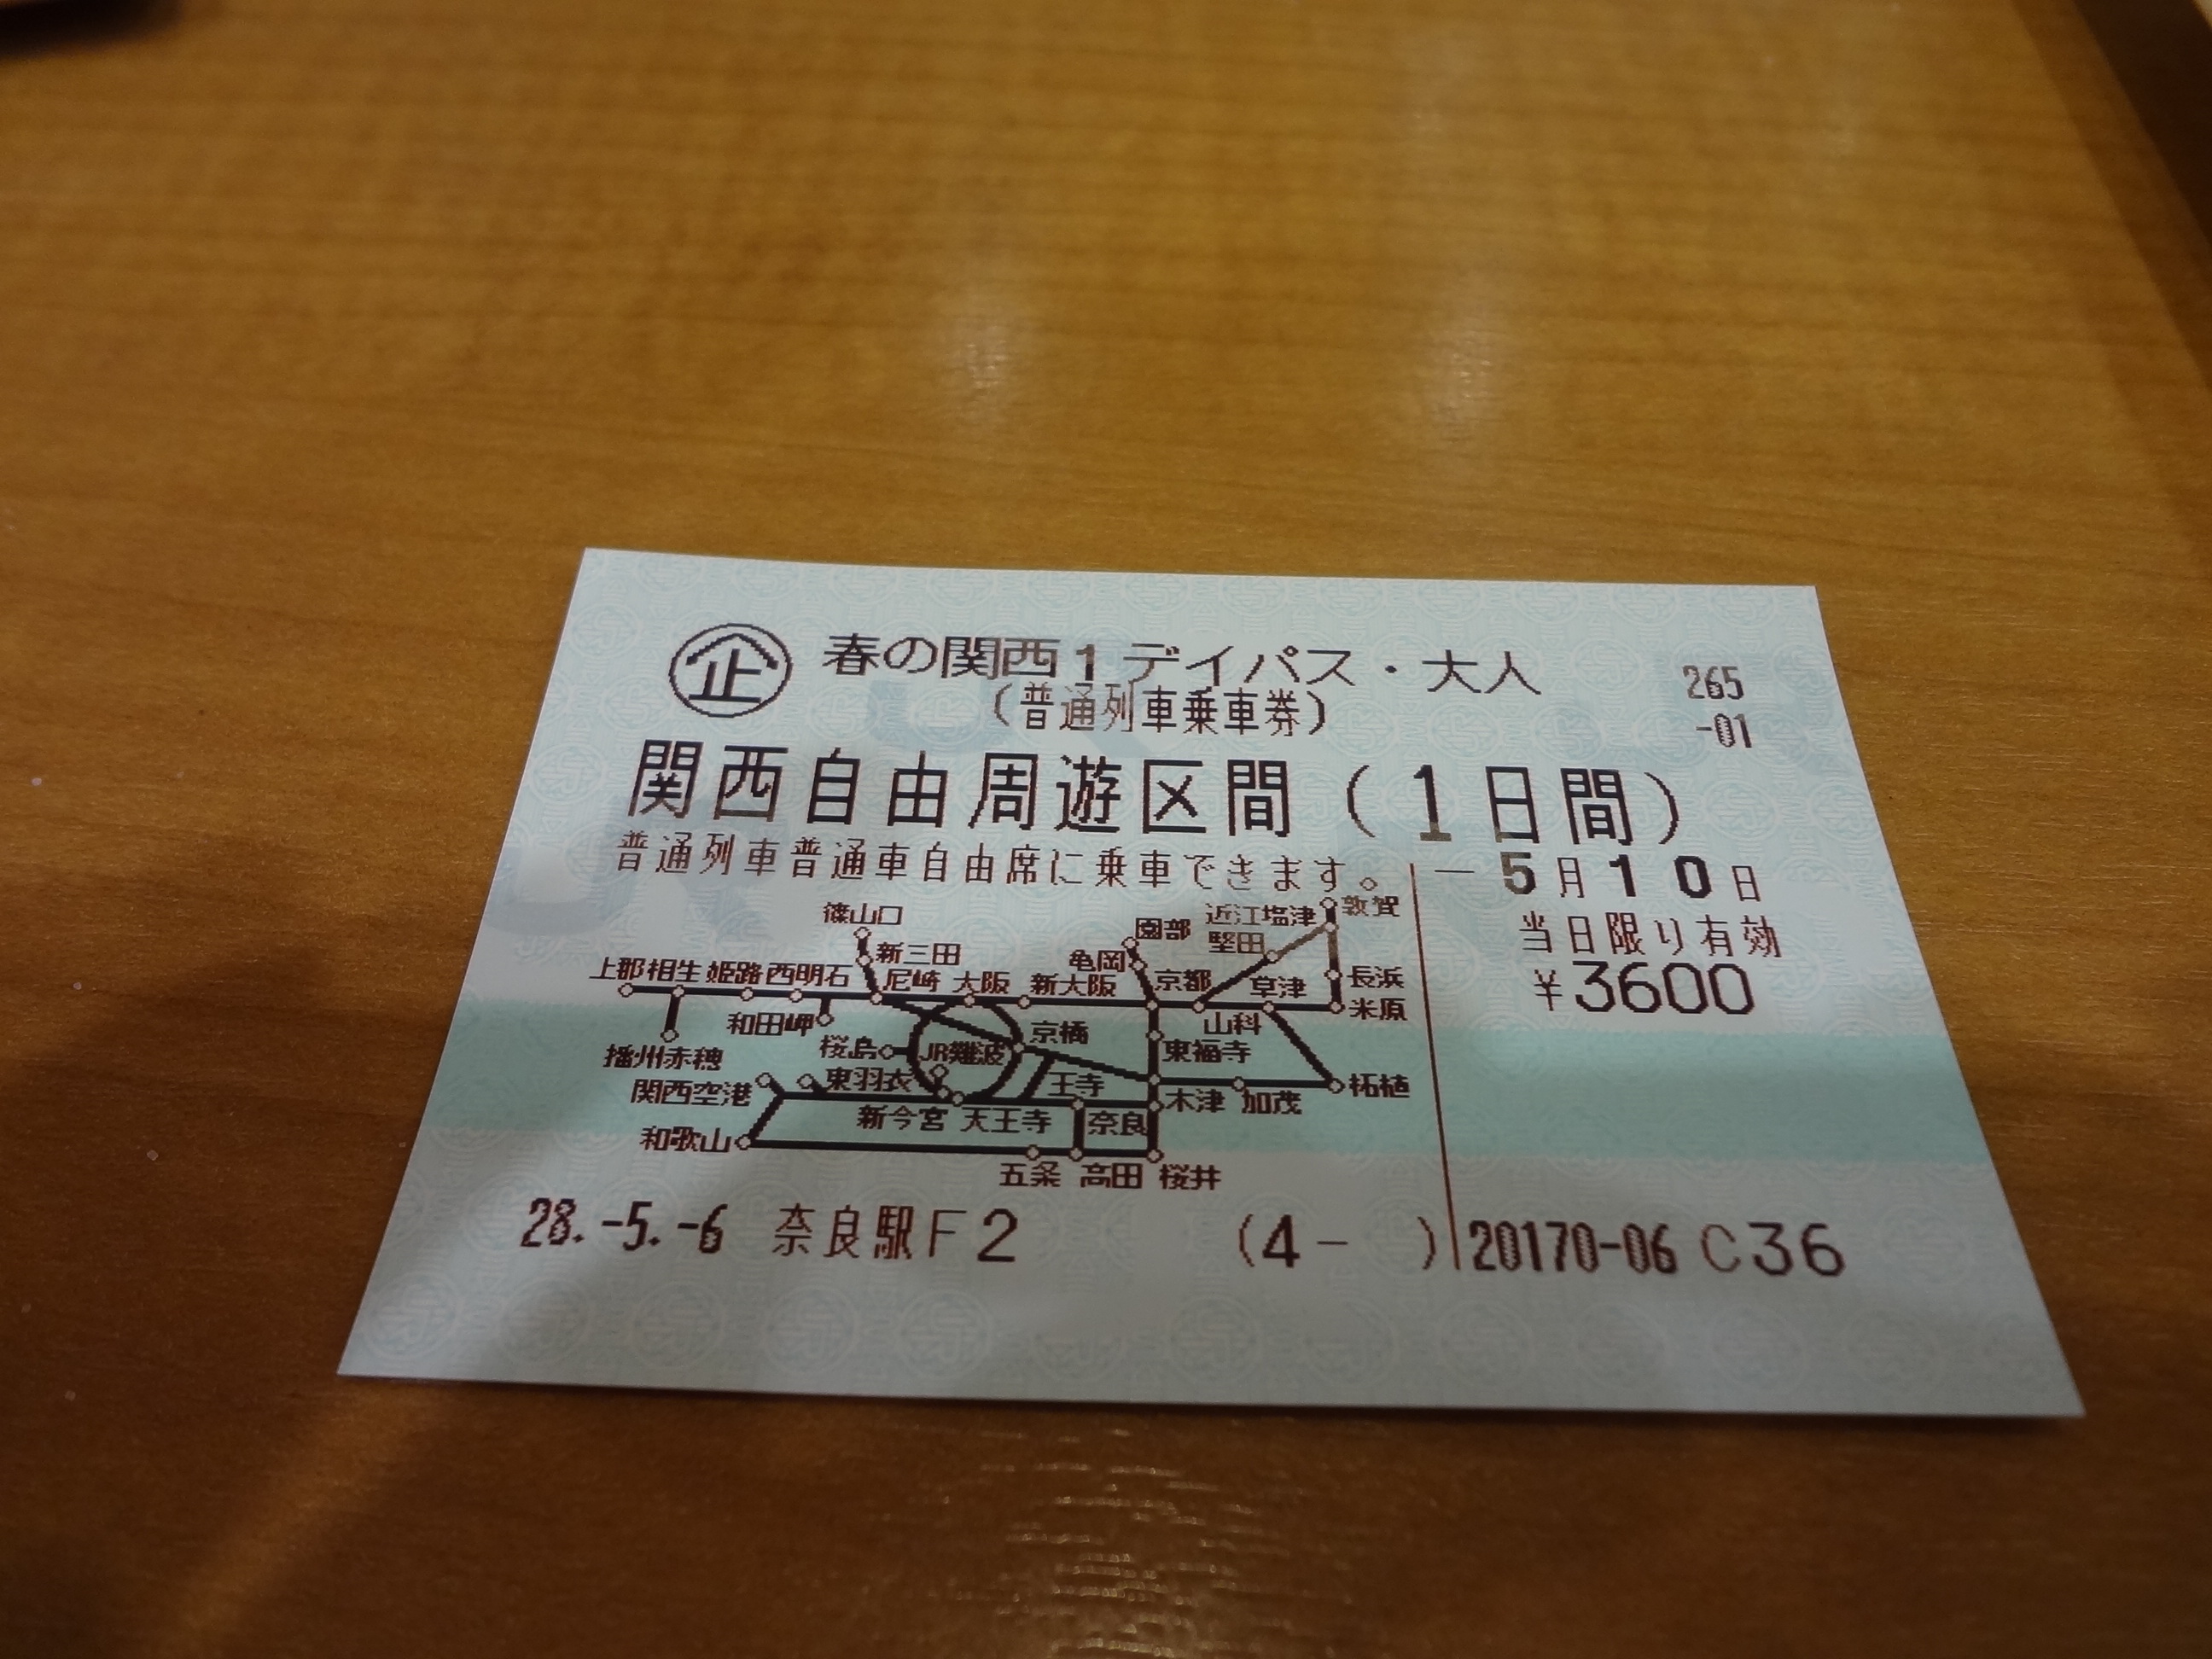 企 春の関西1デイパス・大人 265
(普通列車乗車券) -01
関西自由周遊区間(1日間)
普通列車普通車自由席に乗車できます。 -5月10日
当日限り有効
¥3600
篠山口 園部 近江塩津 敦賀
新三田 亀岡 堅田
上郡 相生 姫路 西明石 尼崎 大阪 新大阪 京都 草津 長浜
和田岬 山科 米原
播州赤穂 桜島 JR難波 京橋 東福寺
関西空港 東羽衣 王寺 木津 加茂 柘植
新今宮 天王寺 奈良
和歌山
五条 高田 桜井
28.-5.-6 奈良駅F2 (4- ) 20170-06 C36